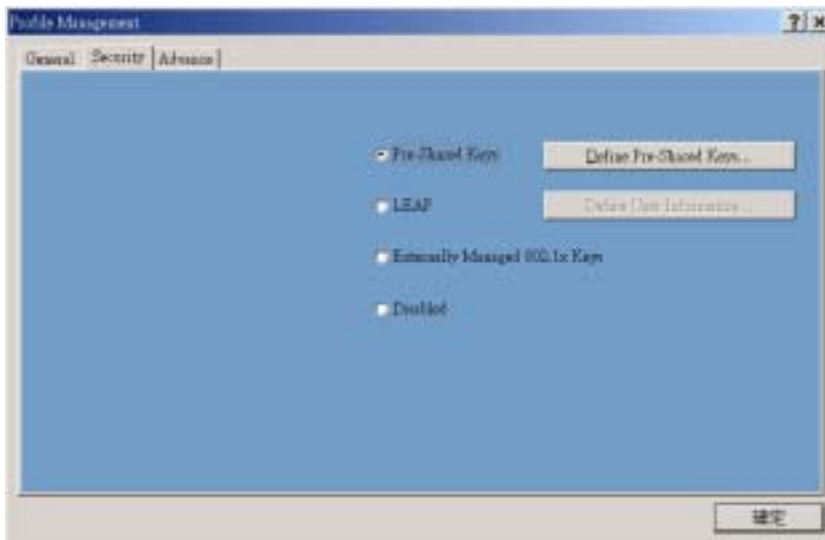 Profile Management
General Security Advance
Pre-Shared Keys Define Pre-Shared Keys...
LEAP Define User Information...
Externally Managed 802.1x Keys
Disabled
確定